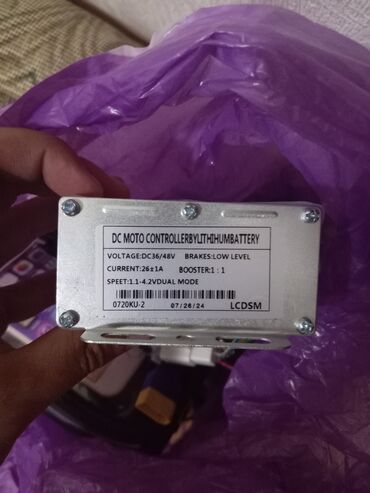 DC MOTO CONTROLLERBYLITHIHUMBATTERY
VOLTAGE:DC36/48V BRAKES:LOW LEVEL
CURRENT:26±1A BOOSTER:1 : 1
SPEET:1.1-4.2VDUAL MODE
0720KU-2 07/26/24 LCDSM